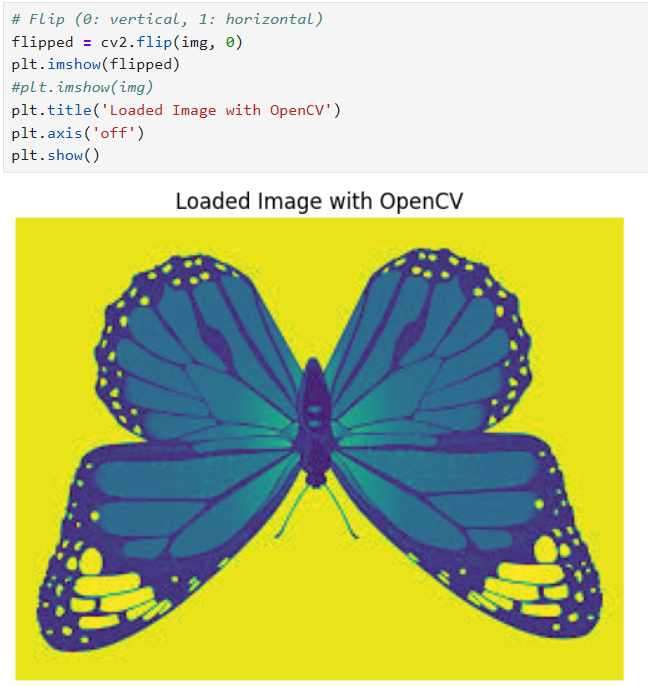 # Flip (0: vertical, 1: horizontal)
flipped = cv2.flip(img, 0)
plt.imshow(flipped)
#plt.imshow(img)
plt.title('Loaded Image with OpenCV')
plt.axis('off')
plt.show()
Loaded Image with OpenCV